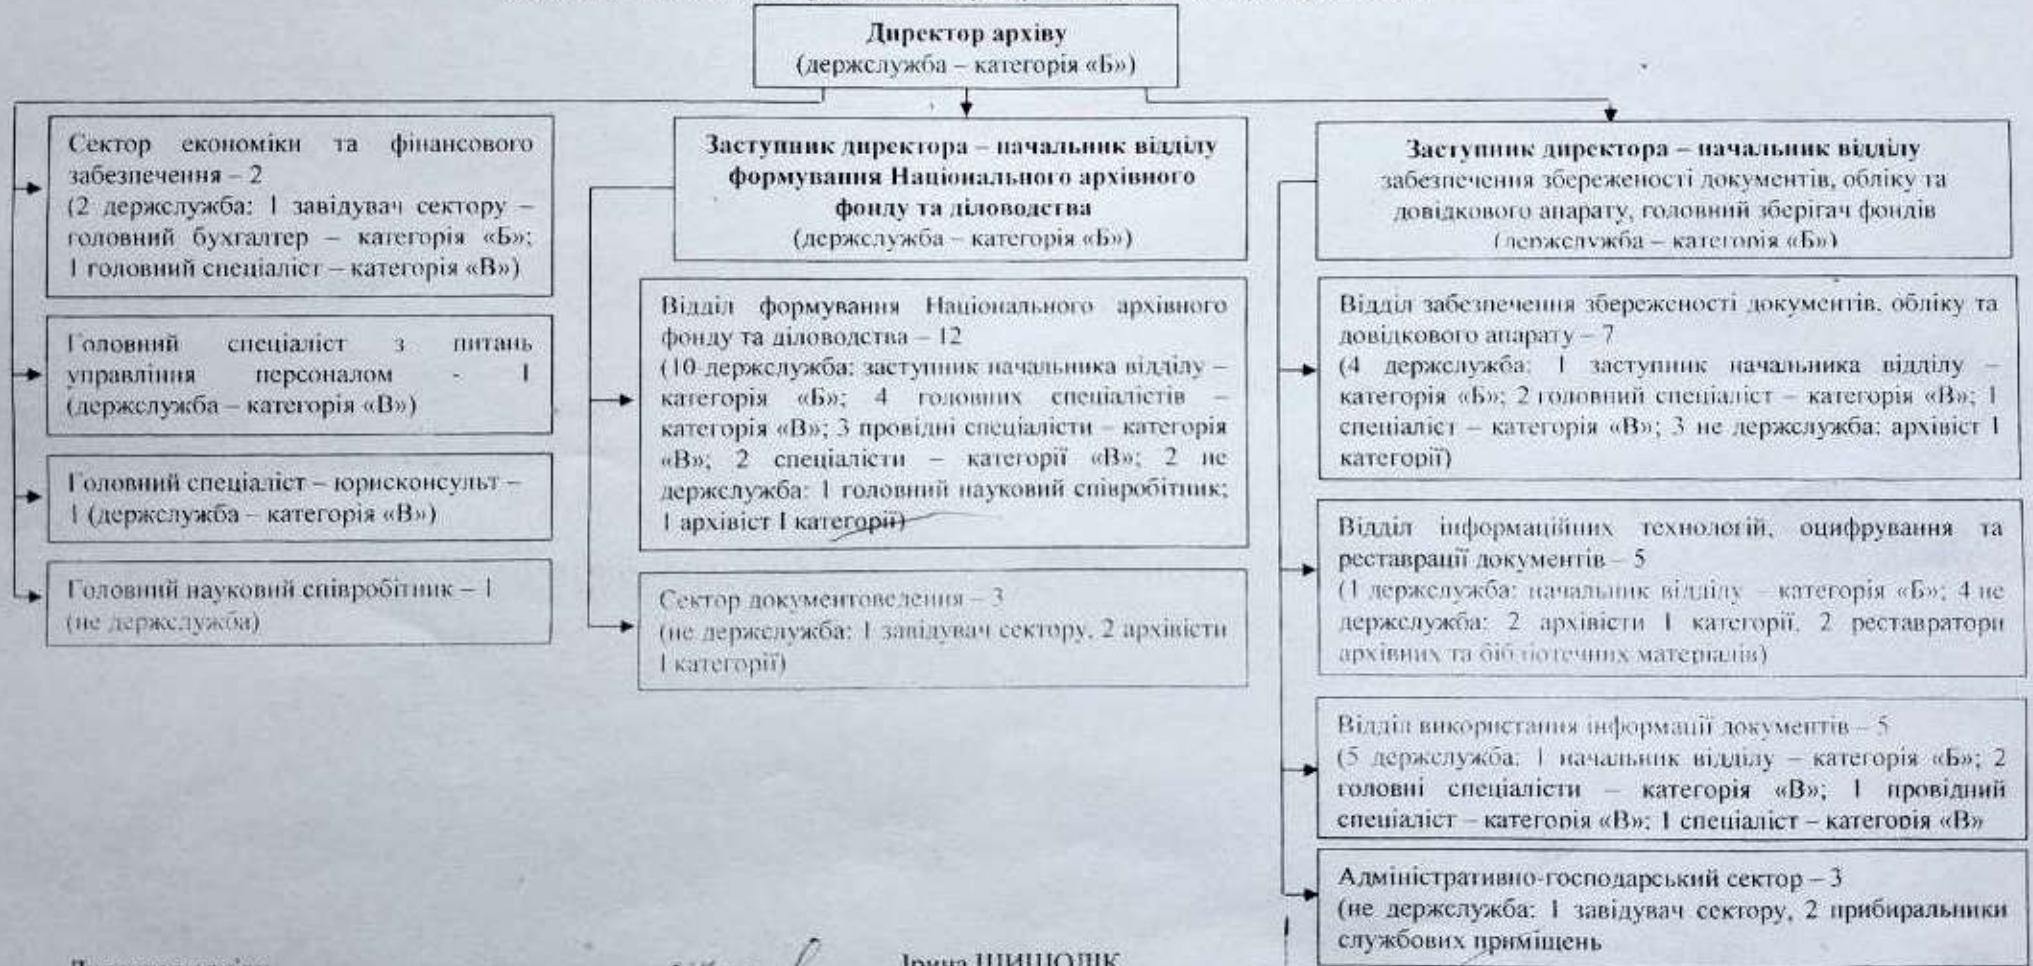 Директор архіву
(держслужба – категорія «Б»)
Сектор економіки та фінансового
забезпечення – 2
(2 держслужба: 1 завідувач сектору –
головний бухгалтер – категорія «Б»;
1 головний спеціаліст – категорія «В»)
Головний спеціаліст з питань
управління персоналом - 1
(держслужба – категорія «В»)
Головний спеціаліст – юрисконсульт –
1 (держслужба – категорія «В»)
Головний науковий співробітник – 1
(не держслужба)
Заступник директора – начальник відділу
формування Національного архівного
фонду та діловодства
(держслужба – категорія «Б»)
Відділ формування Національного архівного
фонду та діловодства – 12
(10 держслужба: заступник начальника відділу –
категорія «Б»; 4 головних спеціалістів –
категорія «В»; 3 провідні спеціалісти – категорія
«В»; 2 спеціалісти – категорії «В»; 2 не
держслужба: 1 головний науковий співробітник;
1 архівіст І категорії)
Сектор документоведення – 3
(не держслужба: 1 завідувач сектору, 2 архівісти
І категорії)
Заступник директора – начальник відділу
забезпечення збереженості документів, обліку та
довідкового апарату, головний зберігач фондів
(держслужба – категорія «Б»)
Відділ забезпечення збереженості документів, обліку та
довідкового апарату – 7
(4 держслужба: 1 заступник начальника відділу –
категорія «Б»; 2 головний спеціаліст – категорія «В»; 1
спеціаліст – категорія «В»; 3 не держслужба: архівіст І
категорії)
Відділ інформаційних технологій, оцифрування та
реставрації документів – 5
(1 держслужба: начальник відділу – категорія «Б»; 4 не
держслужба: 2 архівісти І категорії, 2 реставратори
архівних та бібліотечних матеріалів)
Відділ використання інформації документів – 5
(5 держслужба: 1 начальник відділу – категорія «Б»; 2
головні спеціалісти – категорія «В»; 1 провідний
спеціаліст – категорія «В»; 1 спеціаліст – категорія «В»
Адміністративно-господарський сектор – 3
(не держслужба: 1 завідувач сектору, 2 прибиральники
службових приміщень
Ірина